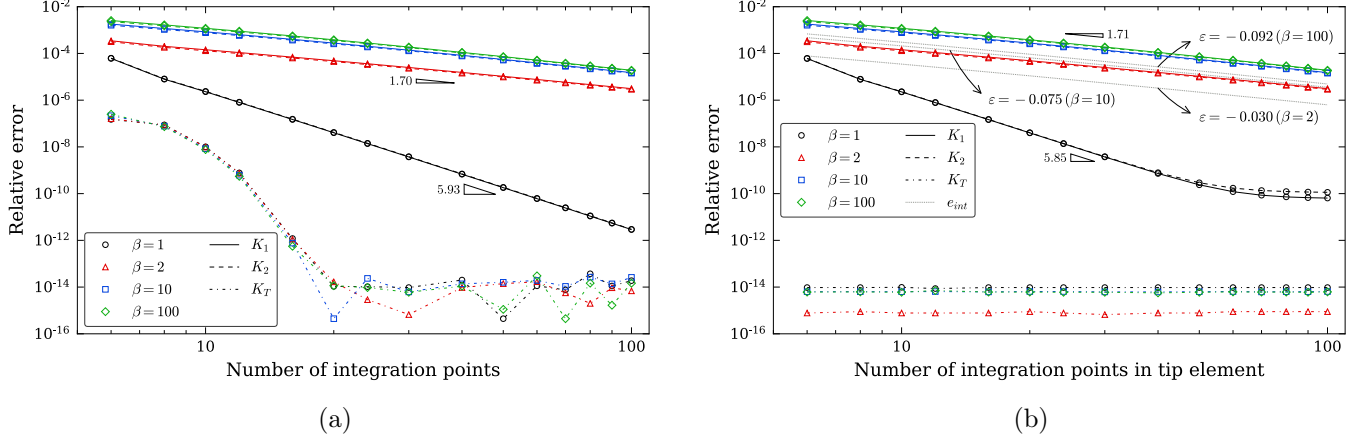 10⁻²
10⁻⁴
10⁻⁶
10⁻⁸
10⁻¹⁰
10⁻¹²
10⁻¹⁴
10⁻¹⁶
Relative error
1.70
5.93
β = 1
β = 2
β = 10
β = 100
K₁
K₂
K_T
10
100
Number of integration points
(a)
10⁻²
10⁻⁴
10⁻⁶
10⁻⁸
10⁻¹⁰
10⁻¹²
10⁻¹⁴
10⁻¹⁶
Relative error
1.71
ε = −0.092 (β = 100)
ε = −0.075 (β = 10)
ε = −0.030 (β = 2)
5.85
β = 1
β = 2
β = 10
β = 100
K₁
K₂
K_T
e_int
10
100
Number of integration points in tip element
(b)